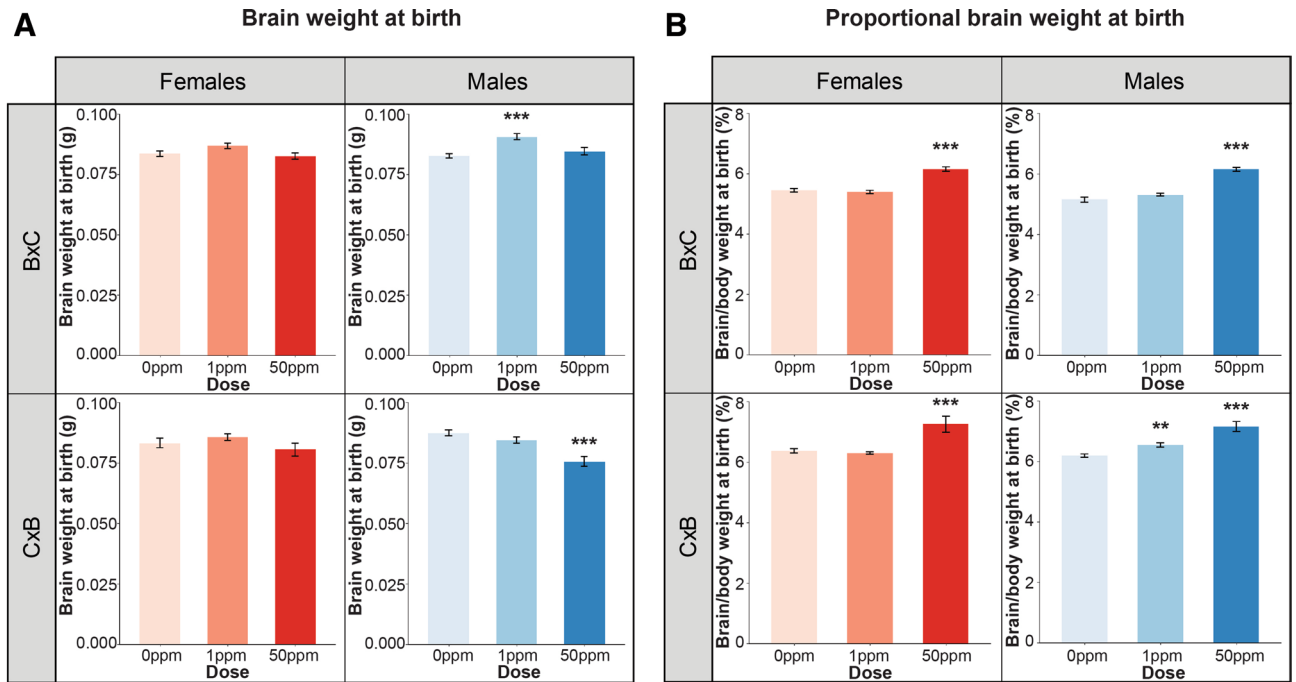 A
Brain weight at birth
Females
Males
BxC
Brain weight at birth (g)
0.100
0.075
0.050
0.025
0.000
0ppm
1ppm
50ppm
Dose
Brain weight at birth (g)
0.100
0.075
0.050
0.025
0.000
***
0ppm
1ppm
50ppm
Dose
CxB
Brain weight at birth (g)
0.100
0.075
0.050
0.025
0.000
0ppm
1ppm
50ppm
Dose
Brain weight at birth (g)
0.100
0.075
0.050
0.025
0.000
***
0ppm
1ppm
50ppm
Dose
B
Proportional brain weight at birth
Females
Males
BxC
Brain/body weight at birth (%)
8
6
4
2
0
***
0ppm
1ppm
50ppm
Dose
Brain/body weight at birth (%)
8
6
4
2
0
***
0ppm
1ppm
50ppm
Dose
CxB
Brain/body weight at birth (%)
8
6
4
2
0
***
0ppm
1ppm
50ppm
Dose
Brain/body weight at birth (%)
8
6
4
2
0
**
***
0ppm
1ppm
50ppm
Dose